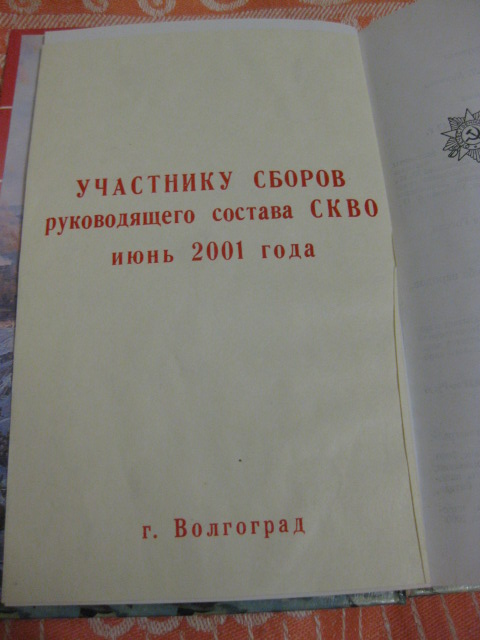 УЧАСТНИКУ СБОРОВ
руководящего состава СКВО
июнь 2001 года
г. Волгоград